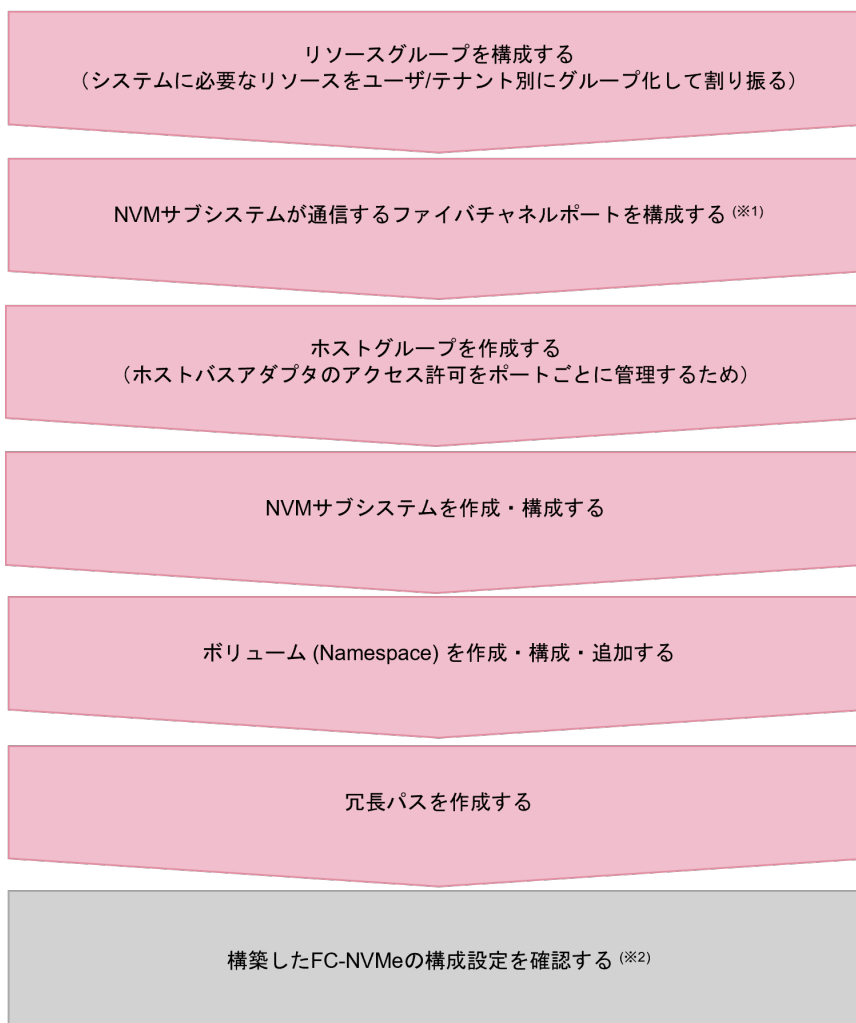 リソースグループを構成する
（システムに必要なリソースをユーザ/テナント別にグループ化して割り振る）
NVMサブシステムが通信するファイバチャネルポートを構成する (※1)
ホストグループを作成する
（ホストバスアダプタのアクセス許可をポートごとに管理するため）
NVMサブシステムを作成・構成する
ボリューム (Namespace) を作成・構成・追加する
冗長パスを作成する
構築したFC-NVMeの構成設定を確認する (※2)